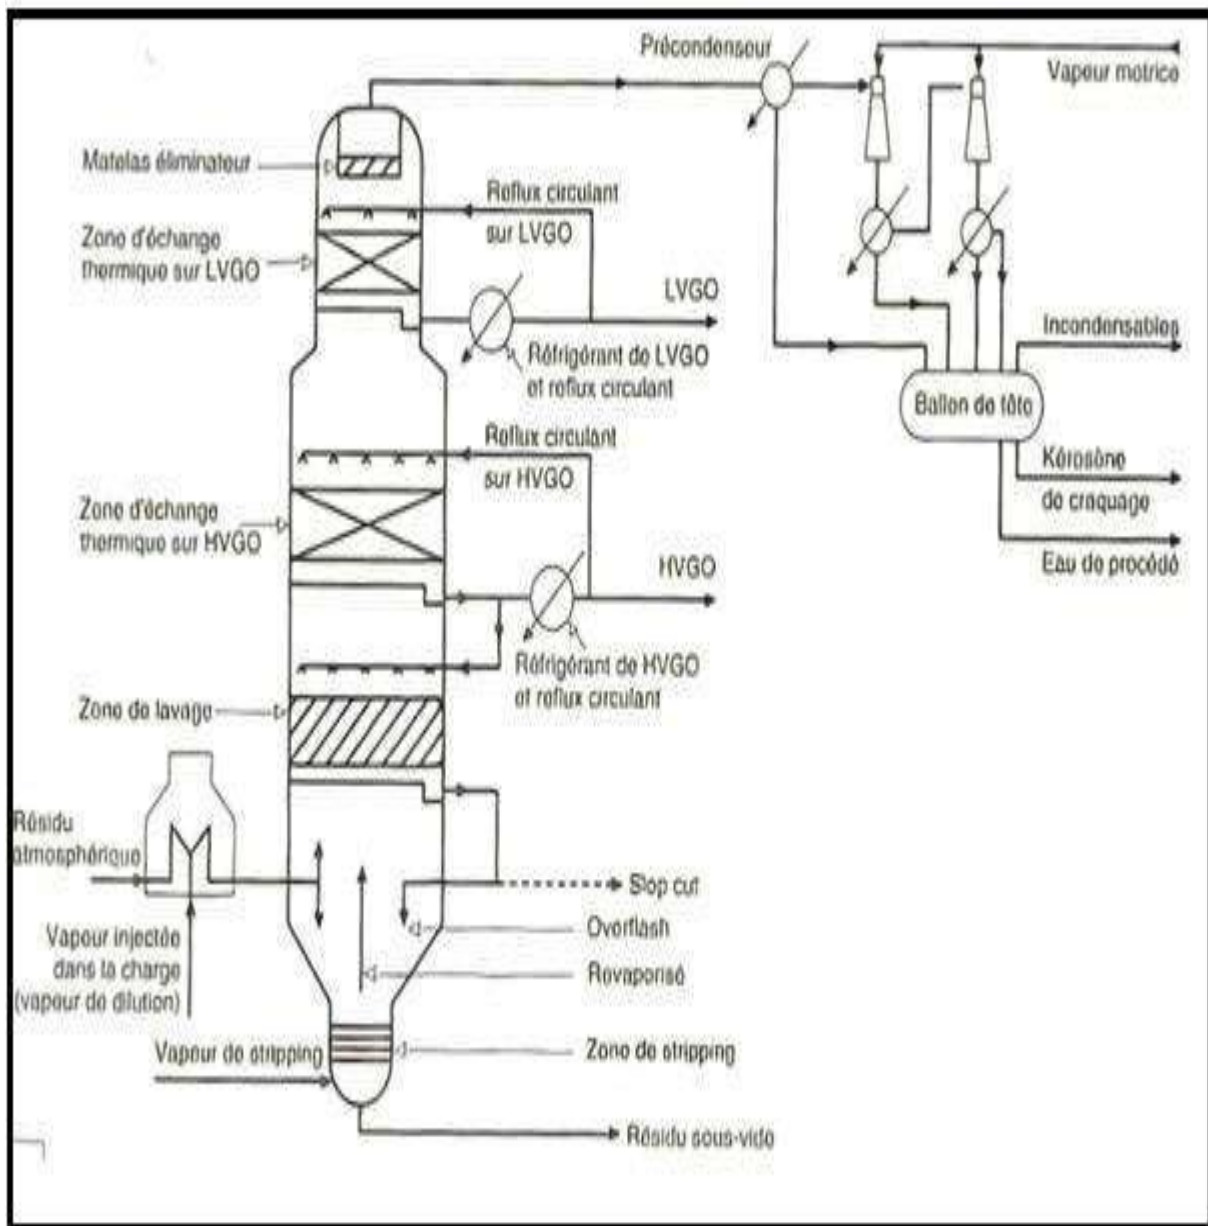 Précondenseur
Vapeur motrice
Matelas éliminateur
Reflux circulant
sur LVGO
Zone d'échange
thermique sur LVGO
LVGO
Incondensables
Réfrigérant de LVGO
et reflux circulant
Ballon de tête
Reflux circulant
sur HVGO
Kérosène
de craquage
Zone d'échange
thermique sur HVGO
HVGO
Eau de procédé
Réfrigérant de HVGO
et reflux circulant
Zone de lavage
Résidu
atmosphérique
Slop cut
Overflash
Vapeur injectée
dans la charge
(vapeur de dilution)
Revaporisé
Vapeur de stripping
Zone de stripping
Résidu sous-vide